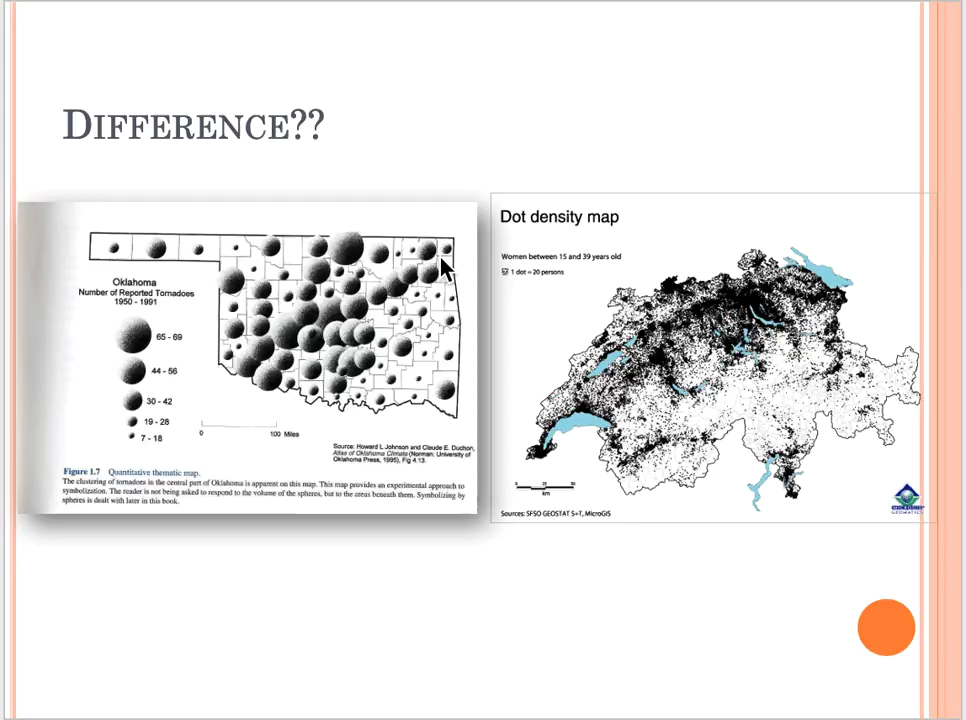 DIFFERENCE??
Oklahoma
Number of Reported Tornadoes
1950 - 1991
65 - 69
44 - 56
30 - 42
19 - 28
7 - 18
0
100 Miles
Source: Howard L Johnson and Claude E. Duchon,
Atlas of Oklahoma Climate (Norman: University of
Oklahoma Press, 1995), Fig 4.13.
Figure 1.7 Quantitative thematic map.
The clustering of tornadoes in the central part of Oklahoma is apparent on this map. This map provides an experimental approach to
symbolization. The reader is not being asked to respond to the volume of the spheres, but to the areas beneath them. Symbolizing by
spheres is dealt with later in this book.
Dot density map
Women between 15 and 39 years old
1 dot = 20 persons
0
km
Sources: SFSO GEOSTAT S+T, MicroGIS
MICROGIS
GEOMATICS